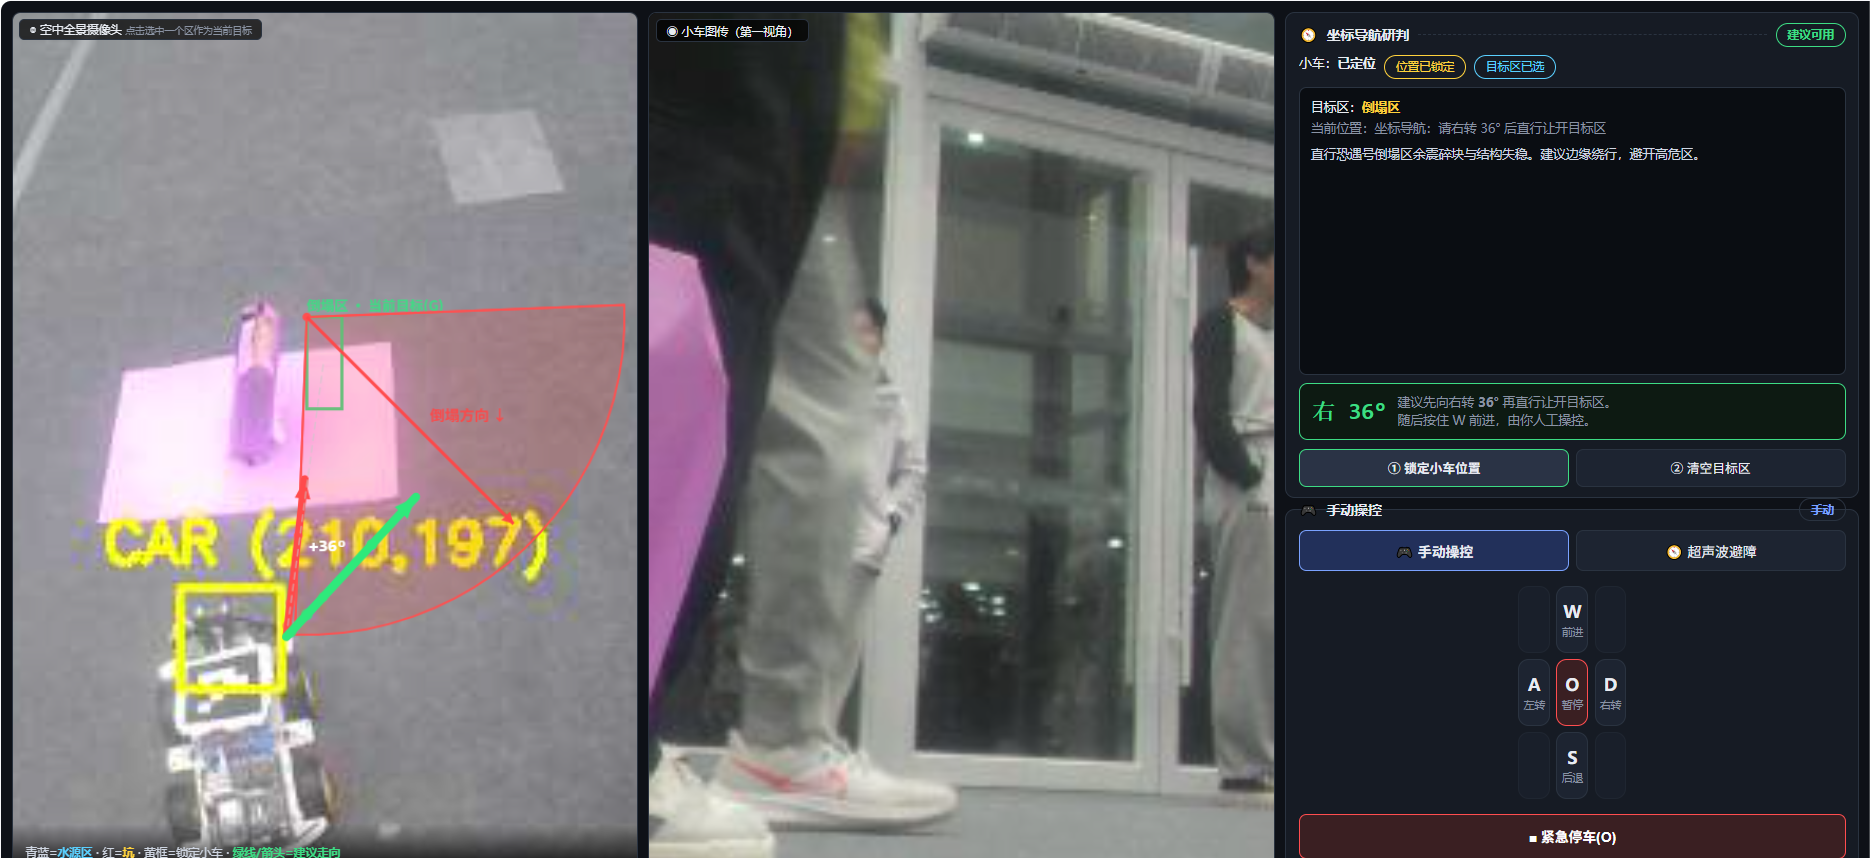 空中全景摄像头 点击选中一个区作为当前目标
倒塌区 · 当前目标(G)
倒塌方向 ↓
CAR (210,197)
+36°
青蓝=水源区 · 红=坑 · 黄框=锁定小车 · 绿线/箭头=建议走向
小车图传（第一视角）
坐标导航研判
建议可用
小车：已定位 位置已锁定 目标区已选
目标区：倒塌区
当前位置：坐标导航：请右转 36° 后直行让开目标区
直行恐遇号倒塌区余震碎块与结构失稳。建议边缘绕行，避开高危区。
右 36°
建议先向右转 36° 再直行让开目标区。
随后按住 W 前进，由你人工操控。
① 锁定小车位置
② 清空目标区
手动操控
手动
手动操控
超声波避障
W
前进
A
左转
O
暂停
D
右转
S
后退
■ 紧急停车(O)